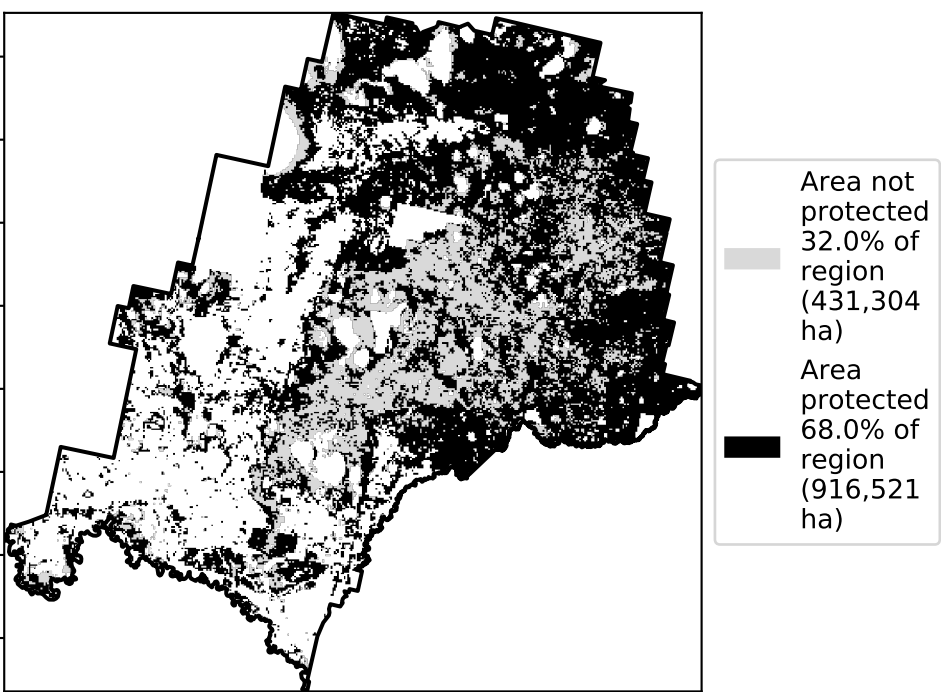 Area not
protected
32.0% of
region
(431,304
ha)
Area
protected
68.0% of
region
(916,521
ha)